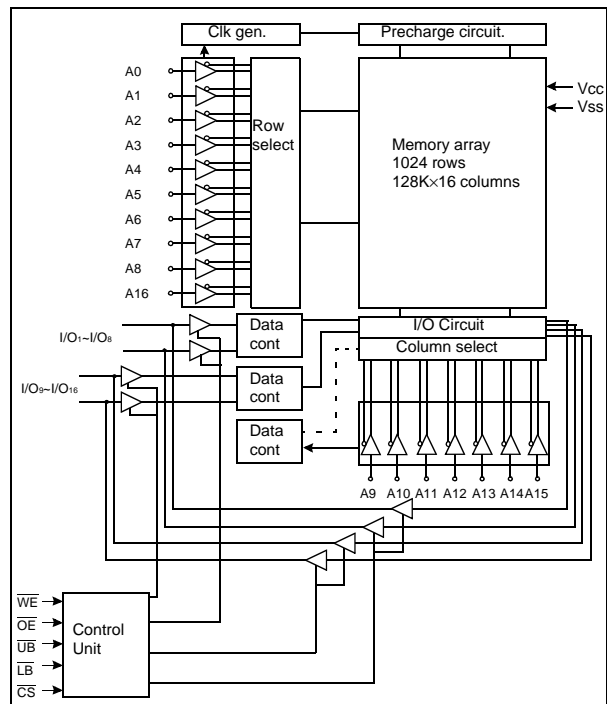 Clk gen.
Precharge circuit.
A0
A1
A2
A3
A4
A5
A6
A7
A8
A16
Row
select
Memory array
1024 rows
128K×16 columns
Vcc
Vss
I/O1~I/O8
I/O9~I/O16
Data
cont
Data
cont
Data
cont
I/O Circuit
Column select
A9 A10 A11 A12 A13 A14 A15
WE
OE
UB
LB
CS
Control
Unit